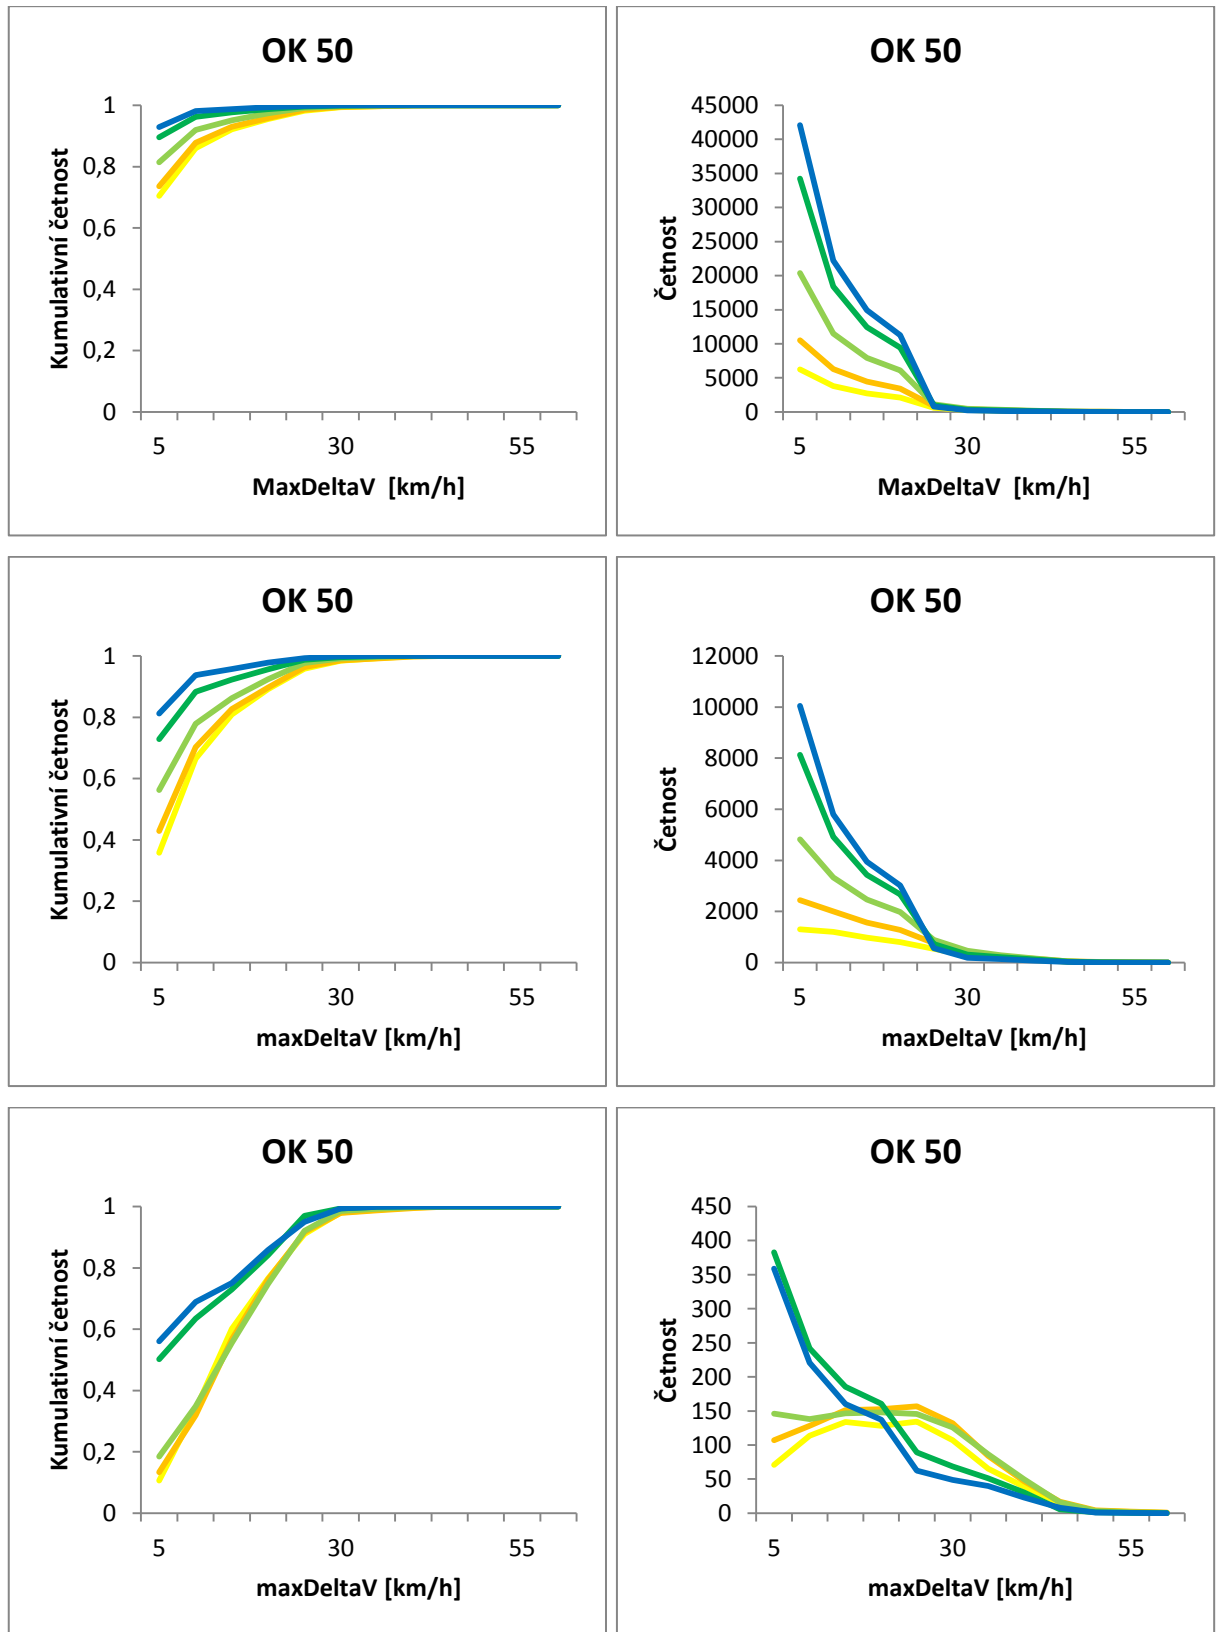 OK 50
1
0,8
0,6
0,4
0,2
0
Kumulativní četnost
5 30 55
MaxDeltaV [km/h]
OK 50
45000
40000
35000
30000
25000
20000
15000
10000
5000
0
Četnost
5 30 55
MaxDeltaV [km/h]
OK 50
1
0,8
0,6
0,4
0,2
0
Kumulativní četnost
5 30 55
maxDeltaV [km/h]
OK 50
12000
10000
8000
6000
4000
2000
0
Četnost
5 30 55
maxDeltaV [km/h]
OK 50
1
0,8
0,6
0,4
0,2
0
Kumulativní četnost
5 30 55
maxDeltaV [km/h]
OK 50
450
400
350
300
250
200
150
100
50
0
Četnost
5 30 55
maxDeltaV [km/h]